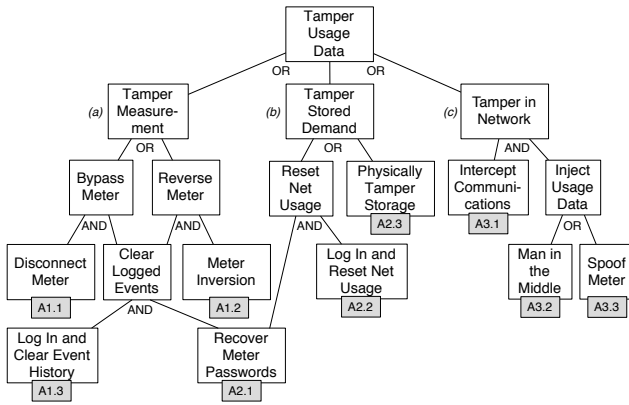 Tamper
Usage
Data
OR
OR
(a)
Tamper
Measure-
ment
(b)
Tamper
Stored
Demand
(c)
Tamper in
Network
OR
OR
AND
Bypass
Meter
Reverse
Meter
Reset
Net
Usage
Physically
Tamper
Storage
A2.3
Intercept
Communi-
cations
A3.1
Inject
Usage
Data
AND
AND
AND
OR
Disconnect
Meter
A1.1
Clear
Logged
Events
Meter
Inversion
A1.2
Log In and
Reset Net
Usage
A2.2
Man in
the
Middle
A3.2
Spoof
Meter
A3.3
AND
Log In and
Clear Event
History
A1.3
Recover
Meter
Passwords
A2.1